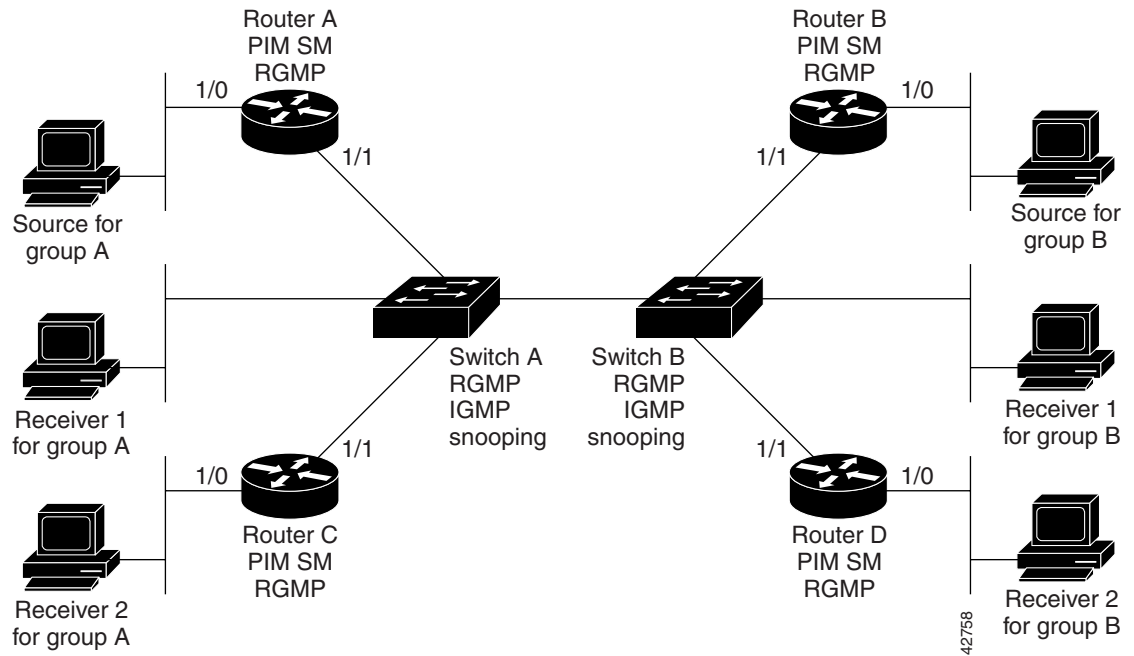 Router A
PIM SM
RGMP
Router B
PIM SM
RGMP
1/0
1/0
1/1
1/1
Source for
group A
Source for
group B
Switch A
RGMP
IGMP
snooping
Switch B
RGMP
IGMP
snooping
Receiver 1
for group A
Receiver 1
for group B
1/1
1/1
1/0
1/0
Router C
PIM SM
RGMP
Router D
PIM SM
RGMP
Receiver 2
for group A
Receiver 2
for group B
42758